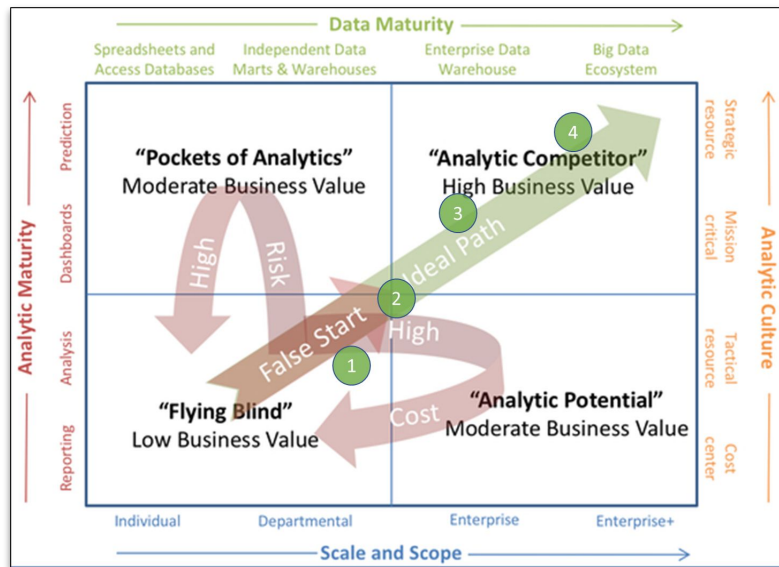 Data Maturity
Spreadsheets and
Access Databases
Independent Data
Marts & Warehouses
Enterprise Data
Warehouse
Big Data
Ecosystem
Analytic Maturity
Prediction
Dashboards
Analysis
Reporting
“Pockets of Analytics”
Moderate Business Value
“Analytic Competitor”
High Business Value
4
3
High
Risk
Ideal Path
2
False Start
High
1
Cost
“Flying Blind”
Low Business Value
“Analytic Potential”
Moderate Business Value
Strategic
resource
Mission
critical
Tactical
resource
Cost
center
Analytic Culture
Individual
Departmental
Enterprise
Enterprise+
Scale and Scope